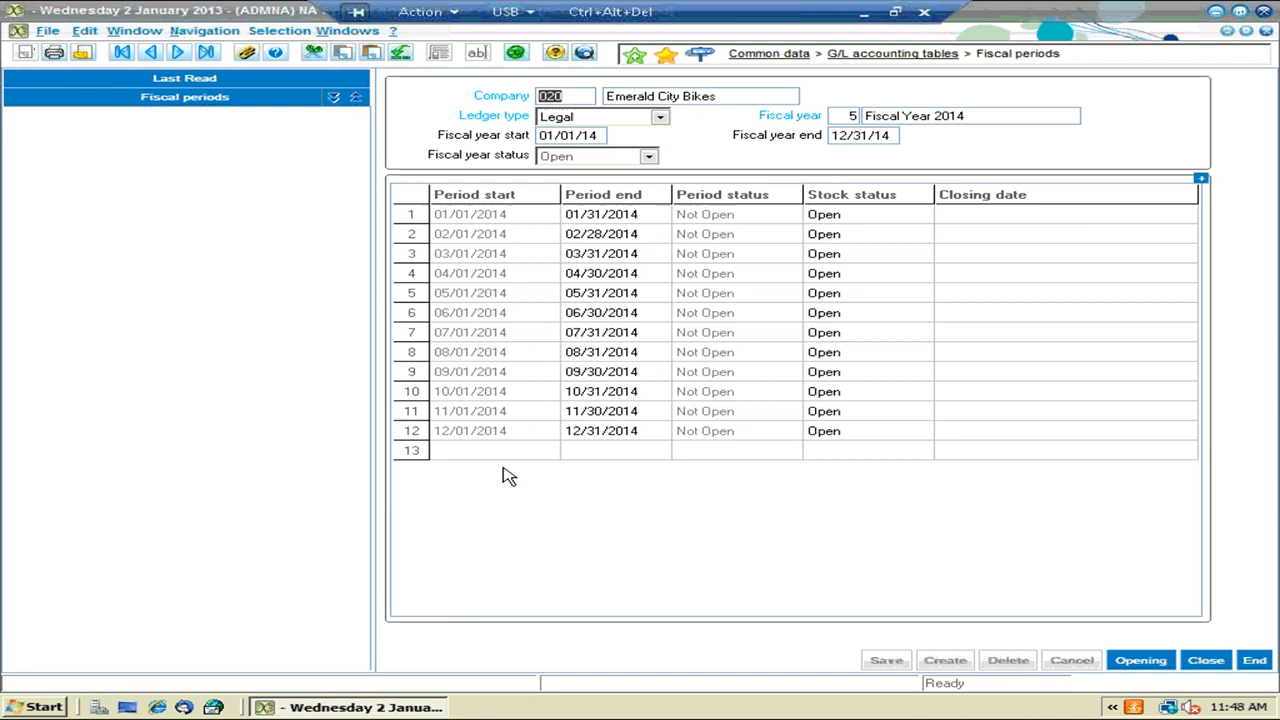 - Wednesday 2 January 2013 - (ADMNA) NA
Action USB Ctrl+Alt+Del
File Edit Window Navigation Selection Windows ?
Common data > G/L accounting tables > Fiscal periods
Last Read
Fiscal periods
Company 020 Emerald City Bikes
Ledger type Legal Fiscal year 5 Fiscal Year 2014
Fiscal year start 01/01/14 Fiscal year end 12/31/14
Fiscal year status Open
Period start Period end Period status Stock status Closing date
1 01/01/2014 01/31/2014 Not Open Open
2 02/01/2014 02/28/2014 Not Open Open
3 03/01/2014 03/31/2014 Not Open Open
4 04/01/2014 04/30/2014 Not Open Open
5 05/01/2014 05/31/2014 Not Open Open
6 06/01/2014 06/30/2014 Not Open Open
7 07/01/2014 07/31/2014 Not Open Open
8 08/01/2014 08/31/2014 Not Open Open
9 09/01/2014 09/30/2014 Not Open Open
10 10/01/2014 10/31/2014 Not Open Open
11 11/01/2014 11/30/2014 Not Open Open
12 12/01/2014 12/31/2014 Not Open Open
13
Save Create Delete Cancel Opening Close End
Ready
Start - Wednesday 2 Janua... « 11:48 AM